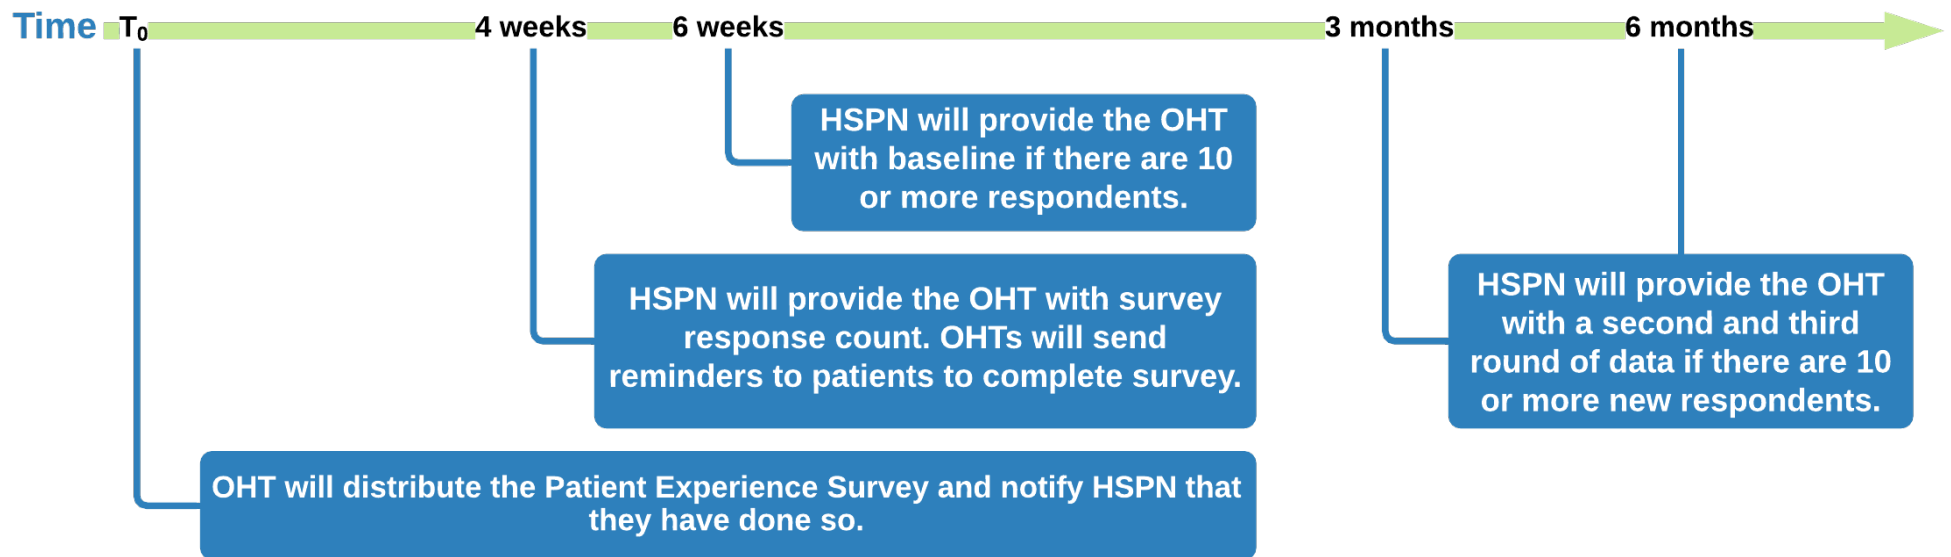 Time T₀ 4 weeks 6 weeks 3 months 6 months
HSPN will provide the OHT
with baseline if there are 10
or more respondents.
HSPN will provide the OHT with survey
response count. OHTs will send
reminders to patients to complete survey.
HSPN will provide the OHT
with a second and third
round of data if there are 10
or more new respondents.
OHT will distribute the Patient Experience Survey and notify HSPN that
they have done so.